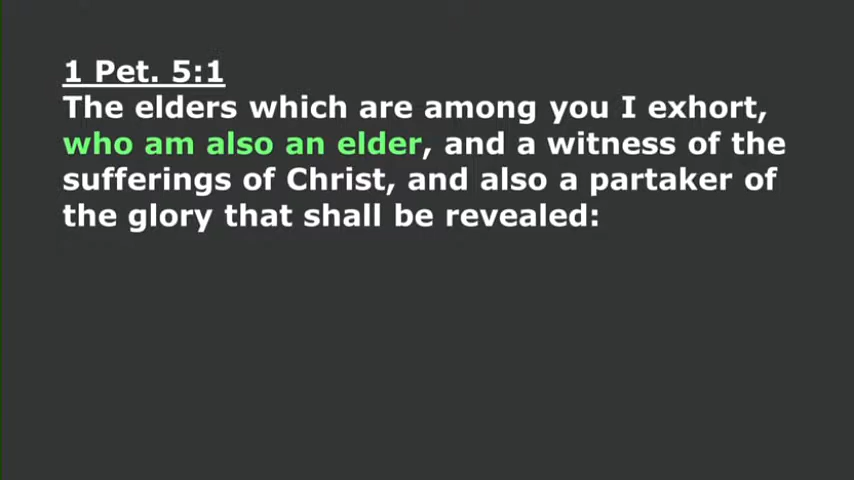 1 Pet. 5:1
The elders which are among you I exhort,
who am also an elder, and a witness of the
sufferings of Christ, and also a partaker of
the glory that shall be revealed: